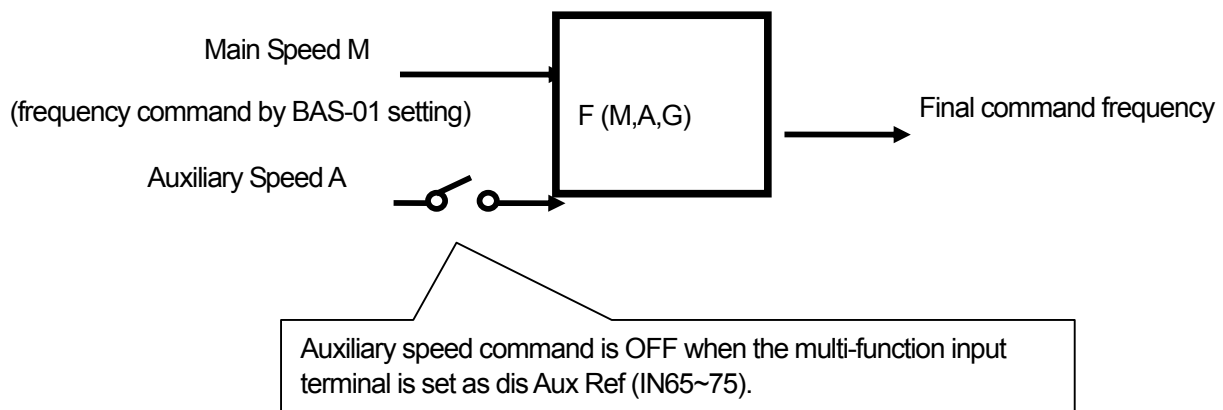 Main Speed M
(frequency command by BAS-01 setting)
F (M,A,G)
Final command frequency
Auxiliary Speed A
Auxiliary speed command is OFF when the multi-function input
terminal is set as dis Aux Ref (IN65~75).